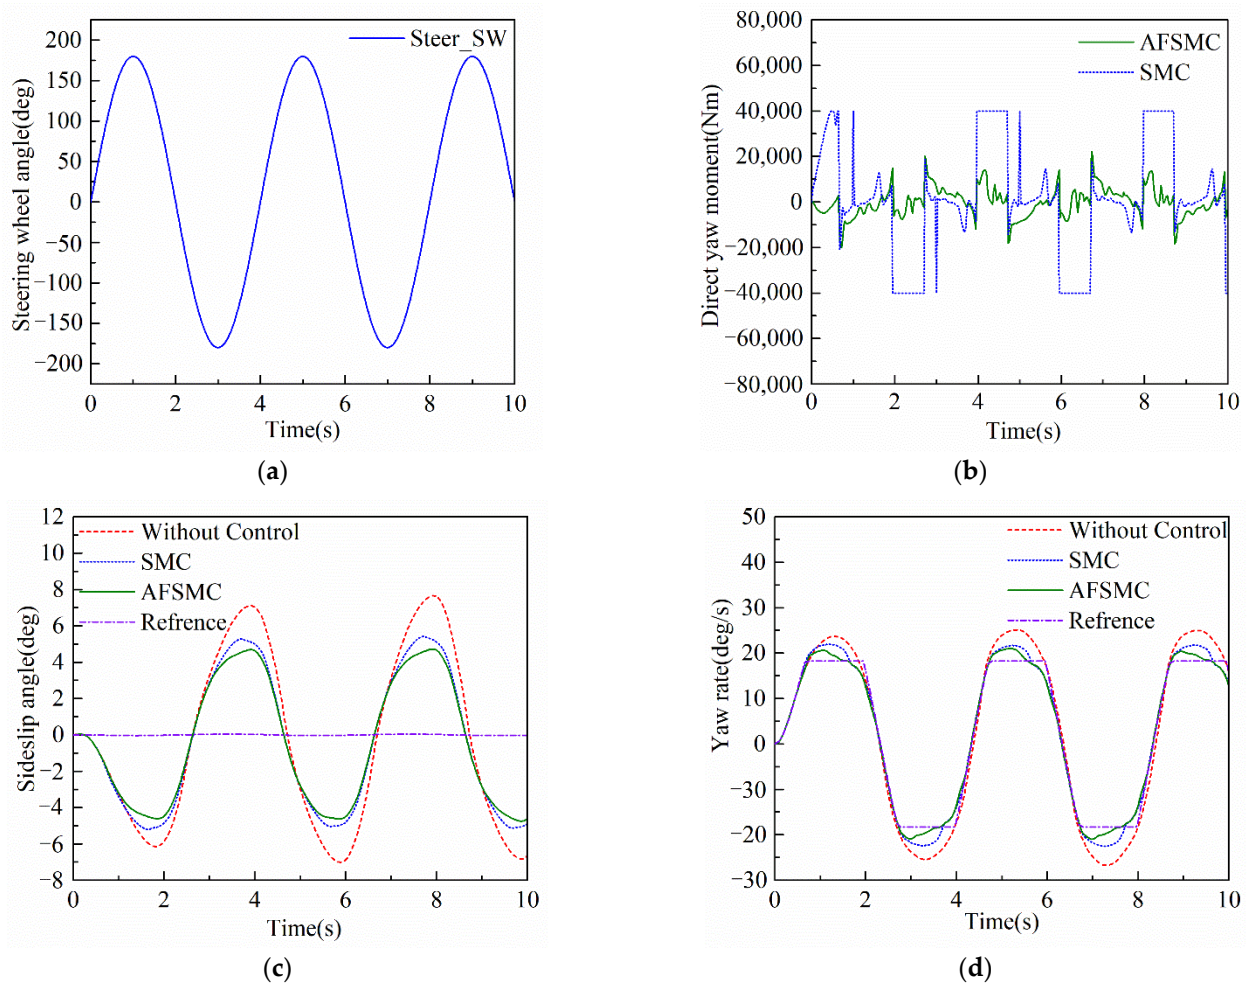 Steer_SW
200
150
100
50
0
−50
−100
−150
−200
Steering wheel angle(deg)
0 2 4 6 8 10
Time(s)
(a)
AFSMC
SMC
80,000
60,000
40,000
20,000
0
−20,000
−40,000
−60,000
−80,000
Direct yaw moment(Nm)
0 2 4 6 8 10
Time(s)
(b)
Without Control
SMC
AFSMC
Refrence
12
10
8
6
4
2
0
−2
−4
−6
−8
Sideslip angle(deg)
0 2 4 6 8 10
Time(s)
(c)
Without Control
SMC
AFSMC
Refrence
50
40
30
20
10
0
−30
−20
−30
Yaw rate(deg/s)
0 2 4 6 8 10
Time(s)
(d)